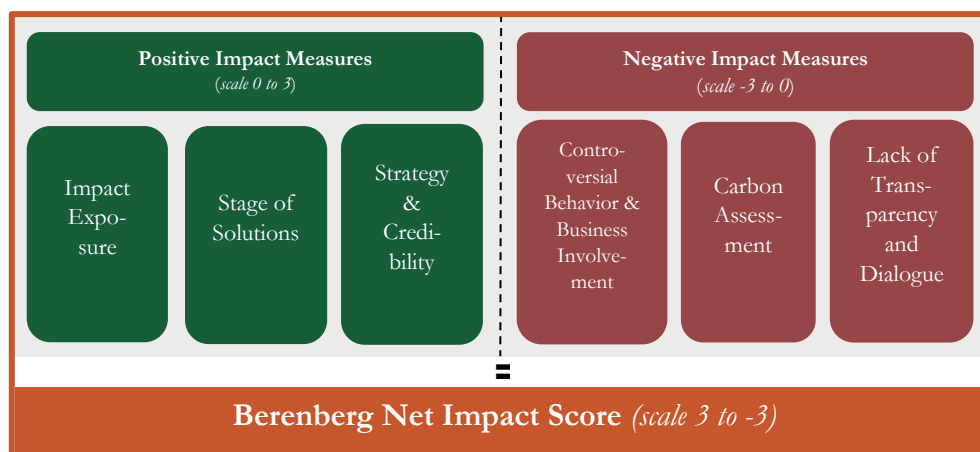 Positive Impact Measures
(scale 0 to 3)
Impact
Expo-
sure
Stage of
Solutions
Strategy
&
Credi-
bility
Negative Impact Measures
(scale -3 to 0)
Contro-
versial
Behavior &
Business
Involve-
ment
Carbon
Assess-
ment
Lack of
Trans-
parency
and
Dialogue
=
Berenberg Net Impact Score (scale 3 to -3)